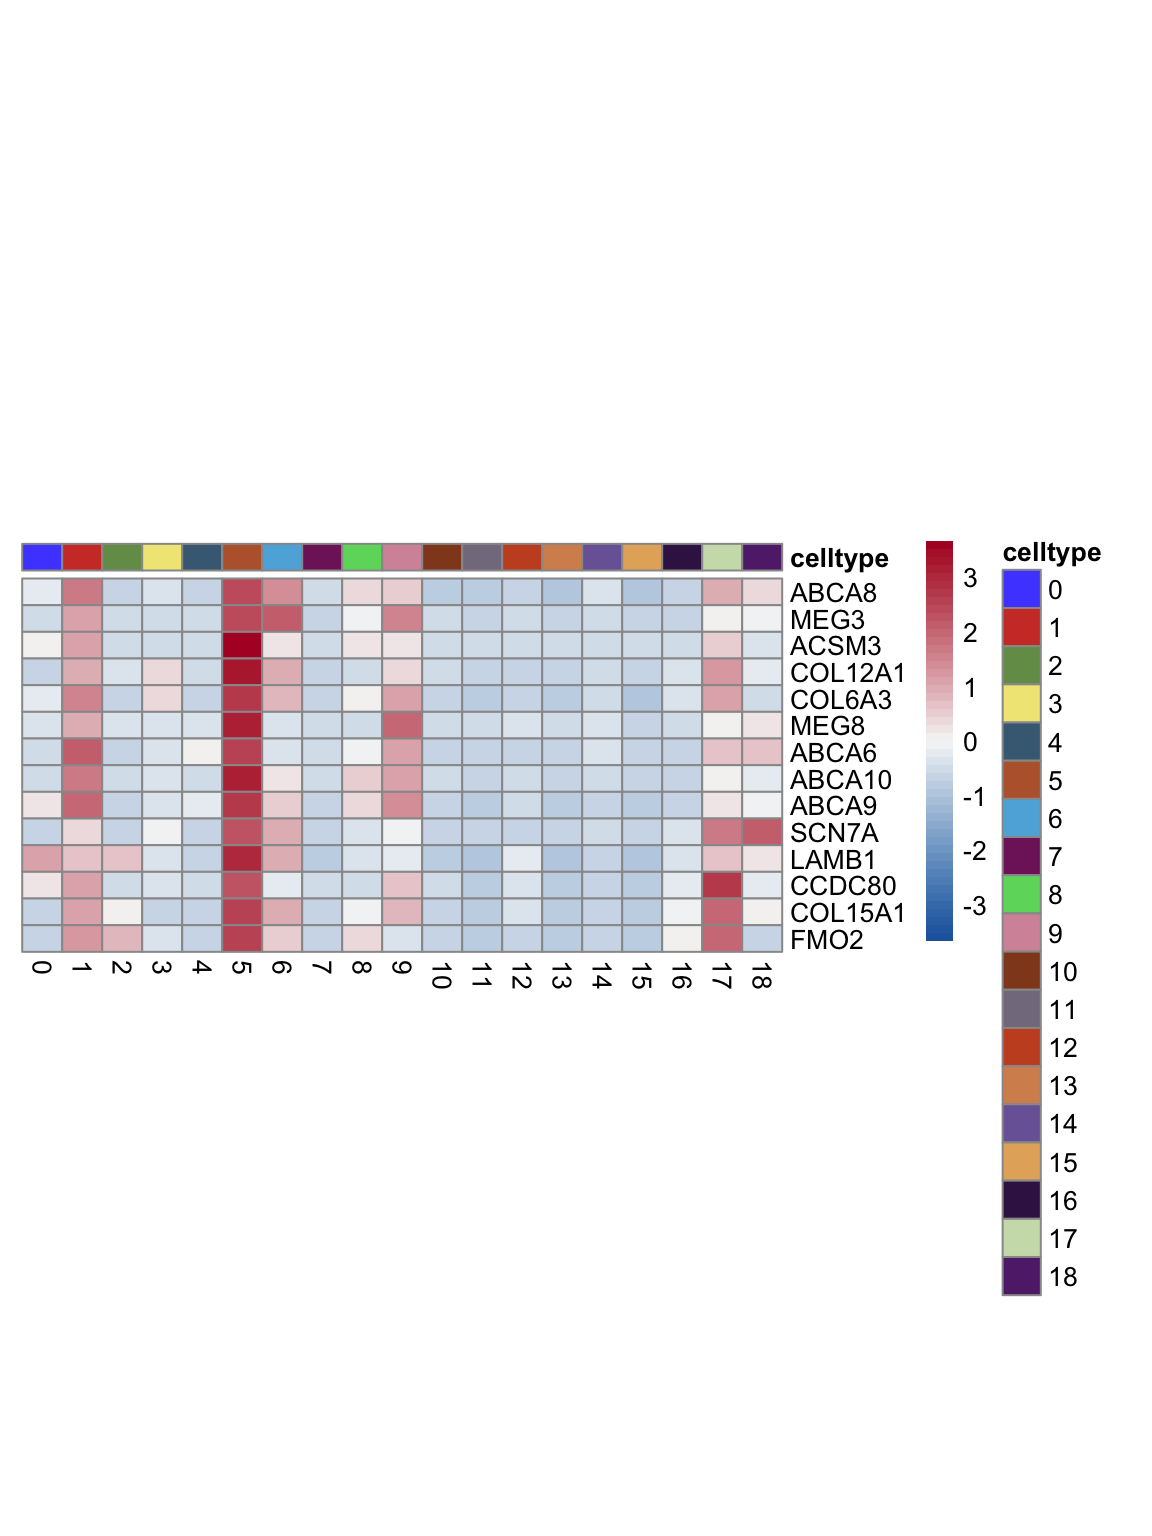 celltype
ABCA8
MEG3
ACSM3
COL12A1
COL6A3
MEG8
ABCA6
ABCA10
ABCA9
SCN7A
LAMB1
CCDC80
COL15A1
FMO2
0 1 2 3 4 5 6 7 8 9 10 11 12 13 14 15 16 17 18
3
2
1
0
-1
-2
-3
celltype
0
1
2
3
4
5
6
7
8
9
10
11
12
13
14
15
16
17
18